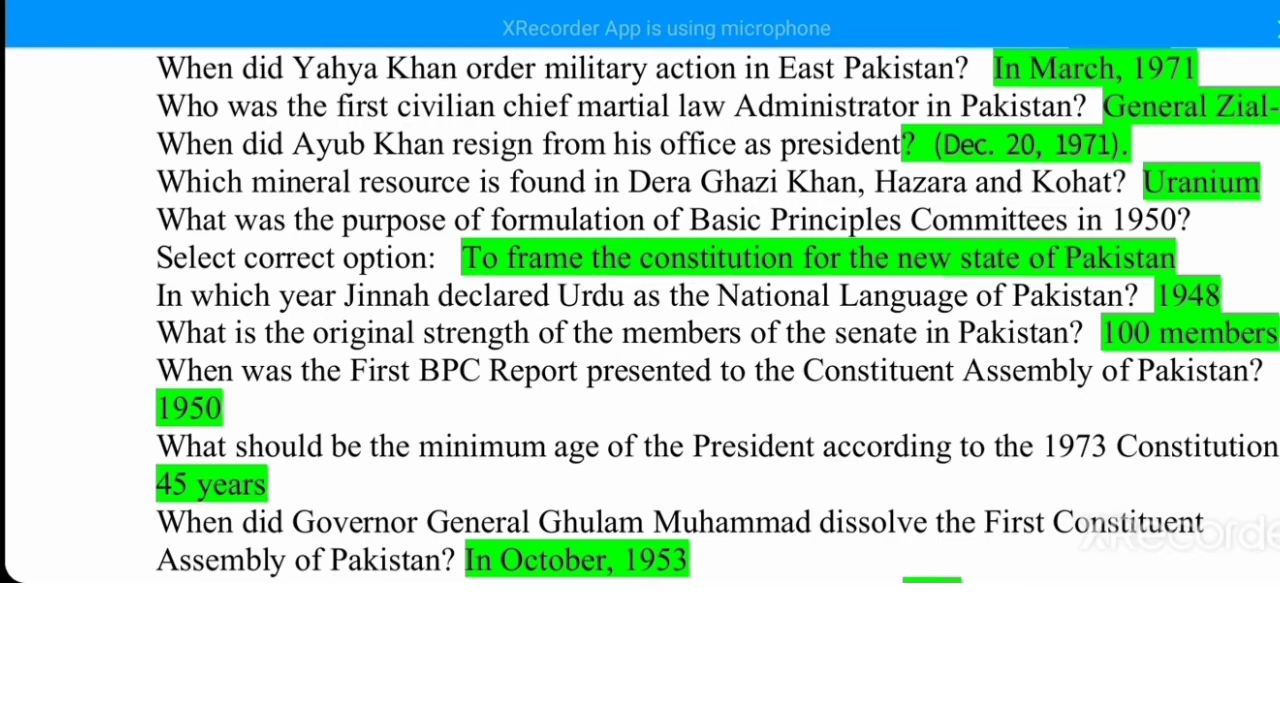 XRecorder App is using microphone
When did Yahya Khan order military action in East Pakistan? In March, 1971
Who was the first civilian chief martial law Administrator in Pakistan? General Zial-
When did Ayub Khan resign from his office as president? (Dec. 20, 1971).
Which mineral resource is found in Dera Ghazi Khan, Hazara and Kohat? Uranium
What was the purpose of formulation of Basic Principles Committees in 1950?
Select correct option: To frame the constitution for the new state of Pakistan
In which year Jinnah declared Urdu as the National Language of Pakistan? 1948
What is the original strength of the members of the senate in Pakistan? 100 members
When was the First BPC Report presented to the Constituent Assembly of Pakistan?
1950
What should be the minimum age of the President according to the 1973 Constitution
45 years
When did Governor General Ghulam Muhammad dissolve the First Constituent
XRecorde
Assembly of Pakistan? In October, 1953